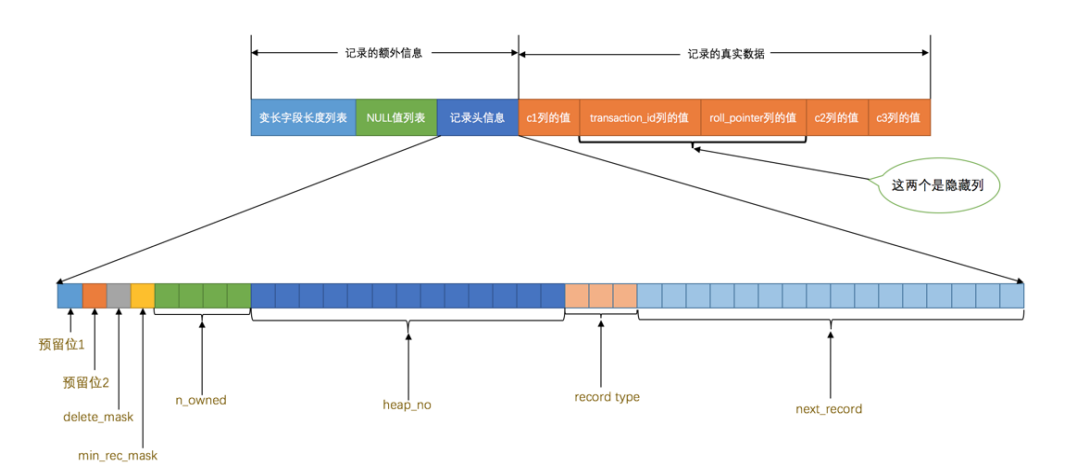 记录的额外信息
记录的真实数据
变长字段长度列表
NULL值列表
记录头信息
c1列的值
transaction_id列的值
roll_pointer列的值
c2列的值
c3列的值
这两个是隐藏列
预留位1
预留位2
delete_mask
min_rec_mask
n_owned
heap_no
record type
next_record